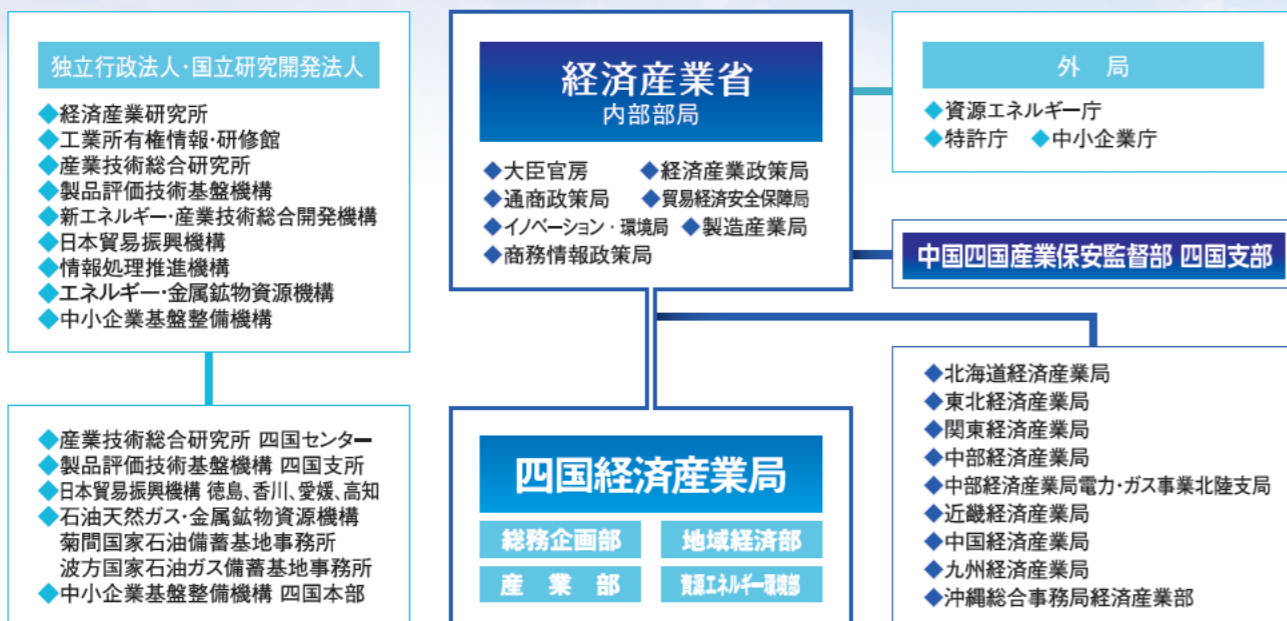 独立行政法人・国立研究開発法人
◆経済産業研究所
◆工業所有権情報・研修館
◆産業技術総合研究所
◆製品評価技術基盤機構
◆新エネルギー・産業技術総合開発機構
◆日本貿易振興機構
◆情報処理推進機構
◆エネルギー・金属鉱物資源機構
◆中小企業基盤整備機構
◆産業技術総合研究所 四国センター
◆製品評価技術基盤機構 四国支所
◆日本貿易振興機構 徳島、香川、愛媛、高知
◆石油天然ガス・金属鉱物資源機構
菊間国家石油備蓄基地事務所
波方国家石油ガス備蓄基地事務所
◆中小企業基盤整備機構 四国本部
経済産業省
内部部局
◆大臣官房 ◆経済産業政策局
◆通商政策局 ◆貿易経済安全保障局
◆イノベーション・環境局 ◆製造産業局
◆商務情報政策局
四国経済産業局
総務企画部 地域経済部
産業部 資源エネルギー環境部
外局
◆資源エネルギー庁
◆特許庁 ◆中小企業庁
中国四国産業保安監督部 四国支部
◆北海道経済産業局
◆東北経済産業局
◆関東経済産業局
◆中部経済産業局
◆中部経済産業局電力・ガス事業北陸支局
◆近畿経済産業局
◆中国経済産業局
◆九州経済産業局
◆沖縄総合事務局経済産業部